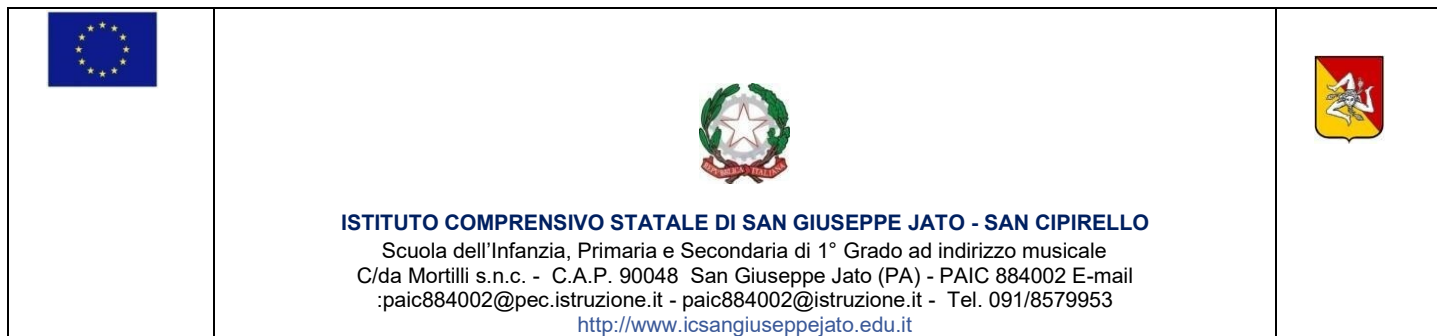 REPVBBLICA ITALIANA
ISTITUTO COMPRENSIVO STATALE DI SAN GIUSEPPE JATO - SAN CIPIRELLO
Scuola dell’Infanzia, Primaria e Secondaria di 1° Grado ad indirizzo musicale
C/da Mortilli s.n.c. - C.A.P. 90048 San Giuseppe Jato (PA) - PAIC 884002 E-mail
:paic884002@pec.istruzione.it - paic884002@istruzione.it - Tel. 091/8579953
http://www.icsangiuseppejato.edu.it